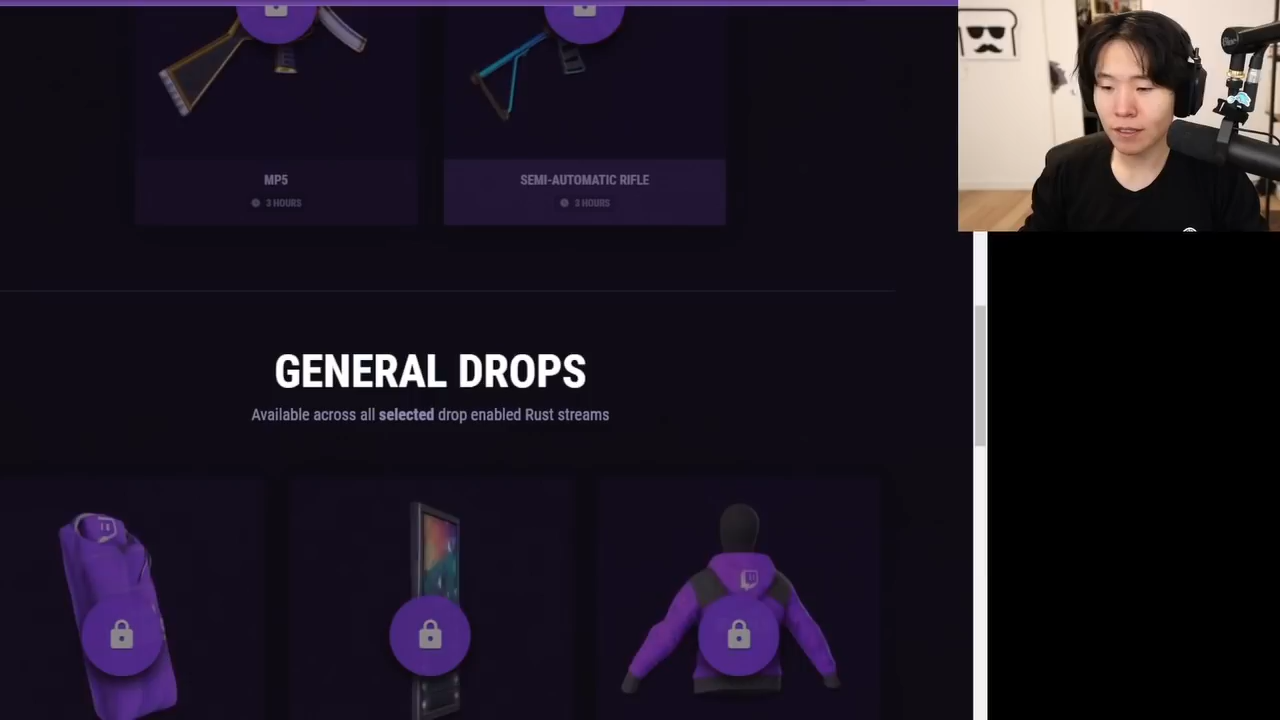 MP5
3 HOURS
SEMI-AUTOMATIC RIFLE
3 HOURS
GENERAL DROPS
Available across all selected drop enabled Rust streams